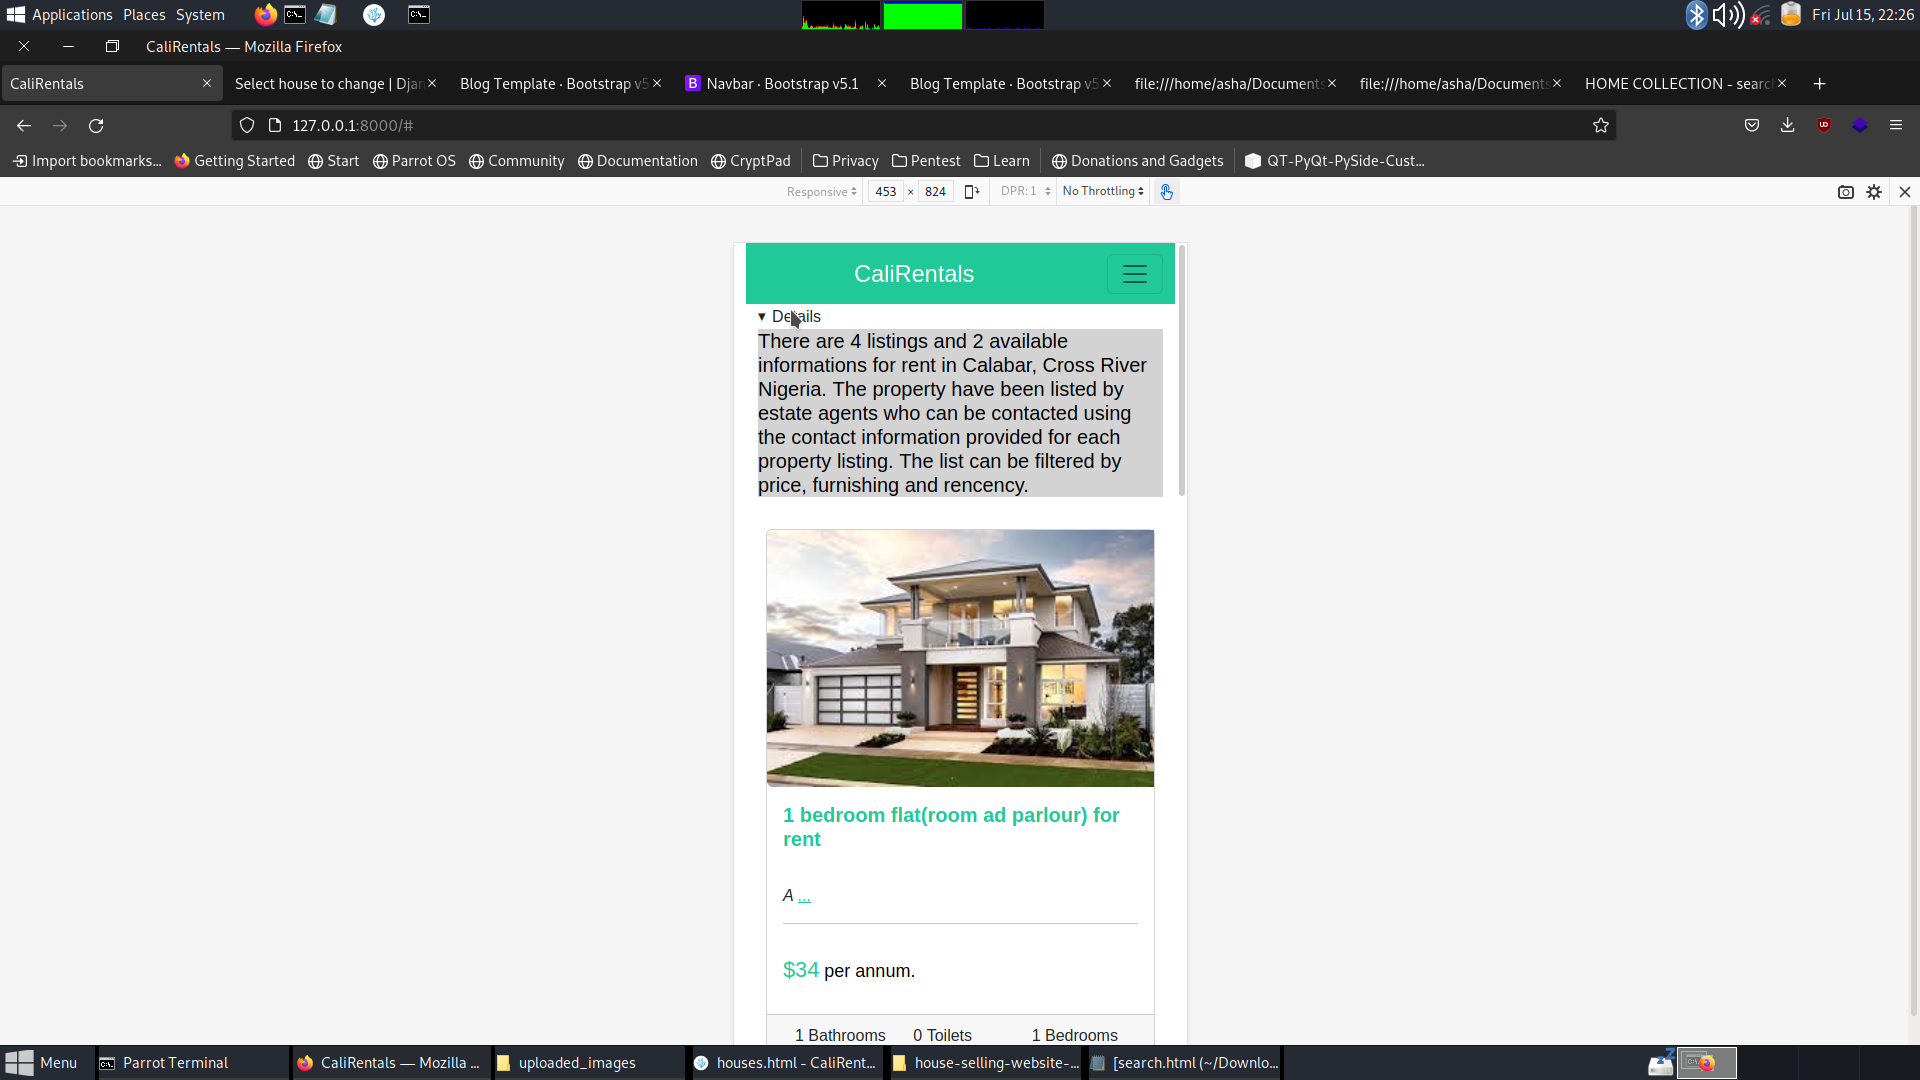 Applications Places System
Fri Jul 15, 22:26
CaliRentals — Mozilla Firefox
CaliRentals
Select house to change | Djan
Blog Template · Bootstrap v5
B Navbar · Bootstrap v5.1
Blog Template · Bootstrap v5
file:///home/asha/Documents
file:///home/asha/Documents
HOME COLLECTION - search
127.0.0.1:8000/#
Import bookmarks... Getting Started Start Parrot OS Community Documentation CryptPad Privacy Pentest Learn Donations and Gadgets QT-PyQt-PySide-Cust...
Responsive 453 × 824 DPR: 1 No Throttling
CaliRentals
▾ Details
There are 4 listings and 2 available
informations for rent in Calabar, Cross River
Nigeria. The property have been listed by
estate agents who can be contacted using
the contact information provided for each
property listing. The list can be filtered by
price, furnishing and rencency.
1 bedroom flat(room ad parlour) for
rent
A ...
$34 per annum.
1 Bathrooms 0 Toilets 1 Bedrooms
Menu Parrot Terminal CaliRentals — Mozilla ... uploaded_images houses.html - CaliRent... house-selling-website-... [search.html (~/Downlo...